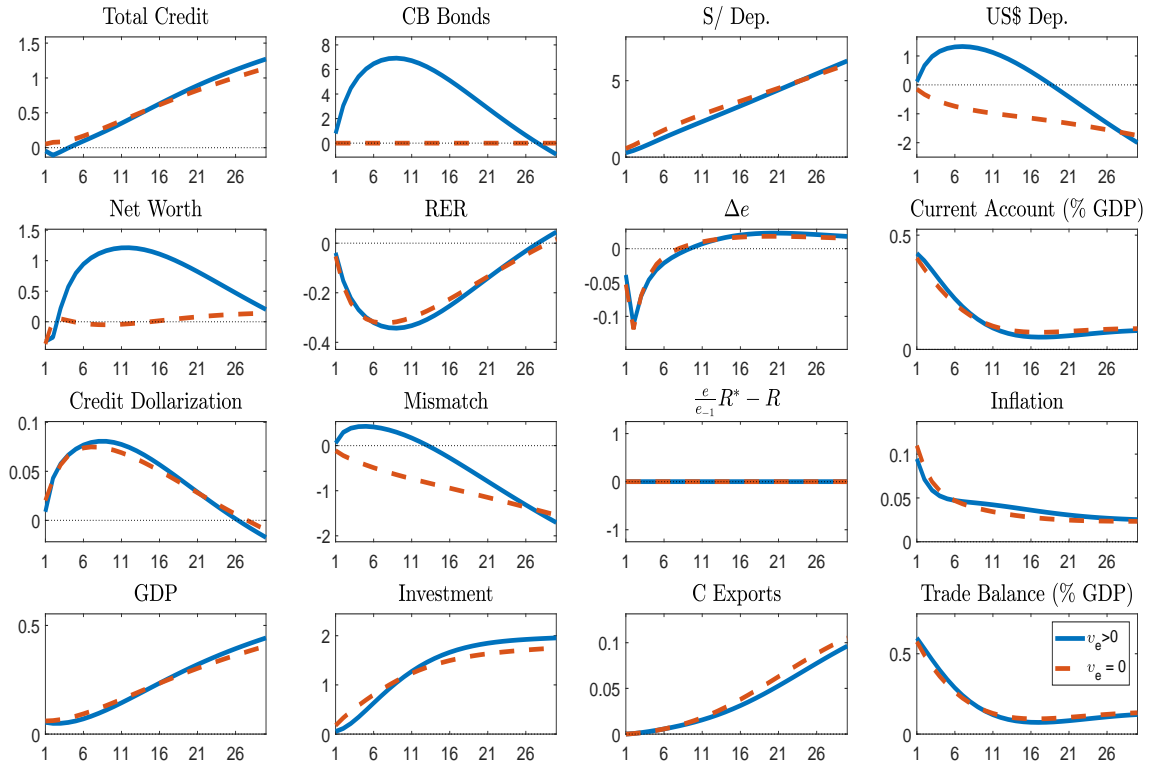 Total Credit
CB Bonds
S/ Dep.
US$ Dep.
1.5
1
0.5
0
8
6
4
2
0
5
0
1
0
-1
-2
1 6 11 16 21 26
1 6 11 16 21 26
1 6 11 16 21 26
1 6 11 16 21 26
Net Worth
RER
Δe
Current Account (% GDP)
1.5
1
0.5
0
0
-0.2
-0.4
0
-0.05
-0.1
0.5
0
1 6 11 16 21 26
1 6 11 16 21 26
1 6 11 16 21 26
1 6 11 16 21 26
Credit Dollarization
Mismatch
e/e₋₁ R* − R
Inflation
0.1
0.05
0
0
-1
-2
1
0
-1
0.1
0.05
0
1 6 11 16 21 26
1 6 11 16 21 26
1 6 11 16 21 26
1 6 11 16 21 26
GDP
Investment
C Exports
Trade Balance (% GDP)
0.5
0
2
1
0
0.1
0.05
0
0.5
0
νe>0
νe = 0
1 6 11 16 21 26
1 6 11 16 21 26
1 6 11 16 21 26
1 6 11 16 21 26